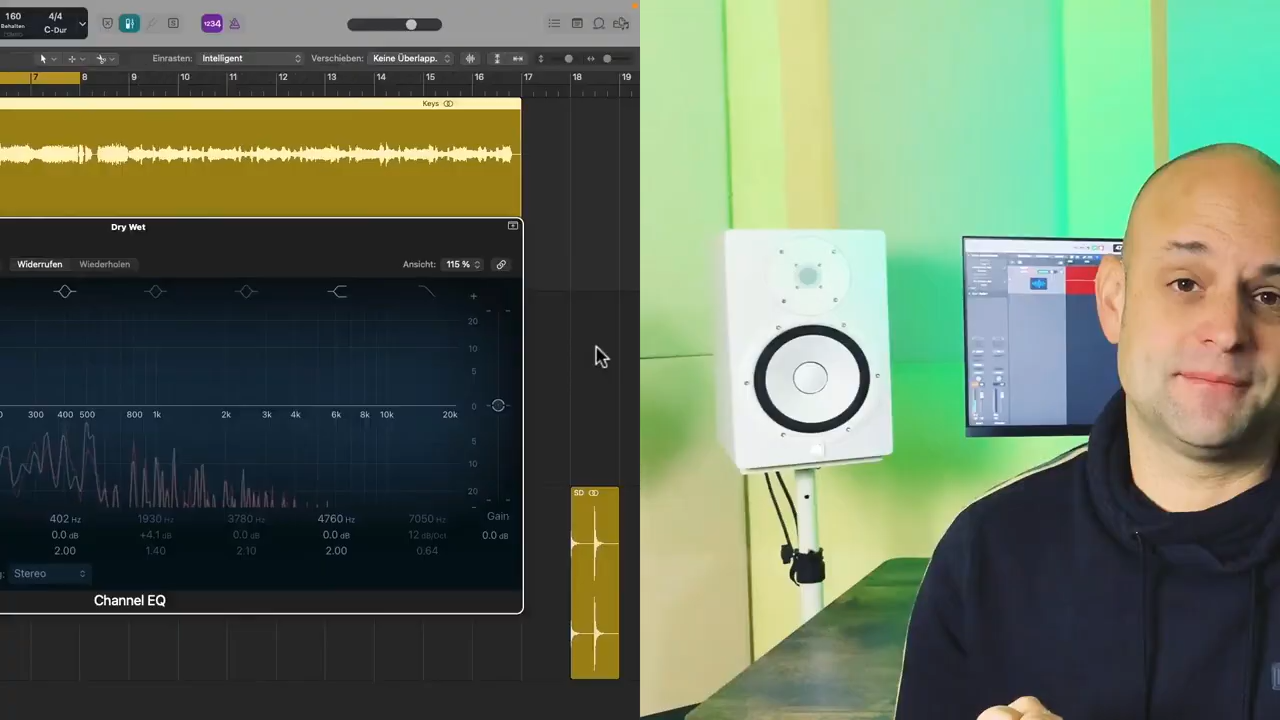 160 4/4
Behalten C-Dur
1234
Einrasten: Intelligent Verschieben: Keine Überlapp.
7 8 9 10 11 12 13 14 15 16 17 18 19
Keys
Dry Wet
Widerrufen Wiederholen Ansicht: 115 %
+
20
10
5
0
300 400 500 800 1k 2k 3k 4k 6k 8k 10k 20k
5
10
20
-
402 Hz 1930 Hz 3780 Hz 4760 Hz 7050 Hz Gain
0.0 dB +4.1 dB 0.0 dB 0.0 dB 12 dB/Oct 0.0 dB
2.00 1.40 2.10 2.00 0.64
Stereo
Channel EQ
SD